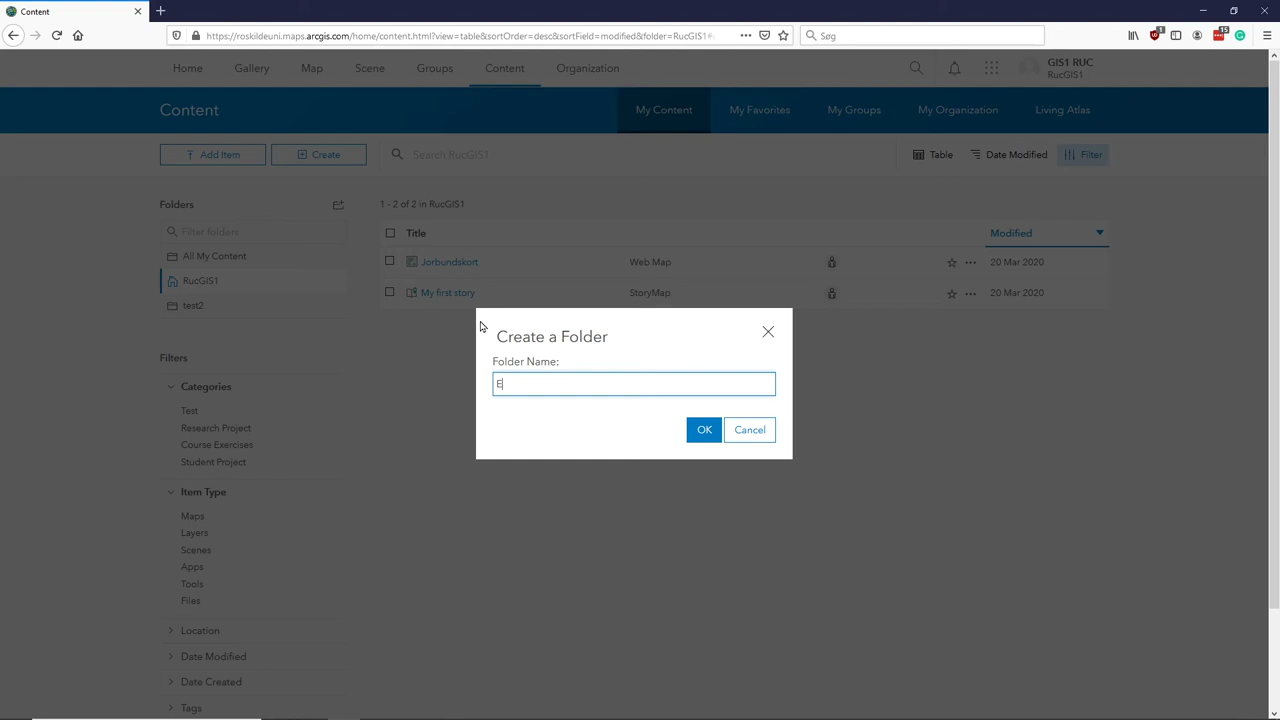 Content
https://roskildeuni.maps.arcgis.com/home/content.html?view=table&sortOrder=desc&sortField=modified&folder=RucGIS1#
Søg
1
15
Home
Gallery
Map
Scene
Groups
Content
Organization
GIS1 RUC
RucGIS1
Content
My Content
My Favorites
My Groups
My Organization
Living Atlas
Add Item
Create
Search RucGIS1
Table
Date Modified
Filter
Folders
1 - 2 of 2 in RucGIS1
Filter folders
Title
Modified
All My Content
Jorbundskort
Web Map
20 Mar 2020
RucGIS1
My first story
StoryMap
20 Mar 2020
test2
Create a Folder
Folder Name:
E
OK
Cancel
Filters
Categories
Test
Research Project
Course Exercises
Student Project
Item Type
Maps
Layers
Scenes
Apps
Tools
Files
Location
Date Modified
Date Created
Tags